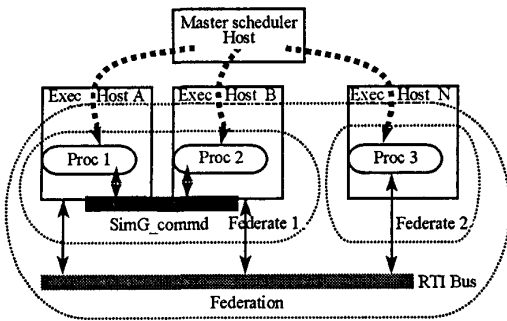 Master scheduler
Host
Exec Host A
Exec Host B
Exec Host N
Proc 1
Proc 2
Proc 3
SimG_commd
Federate 1
Federate 2
RTI Bus
Federation